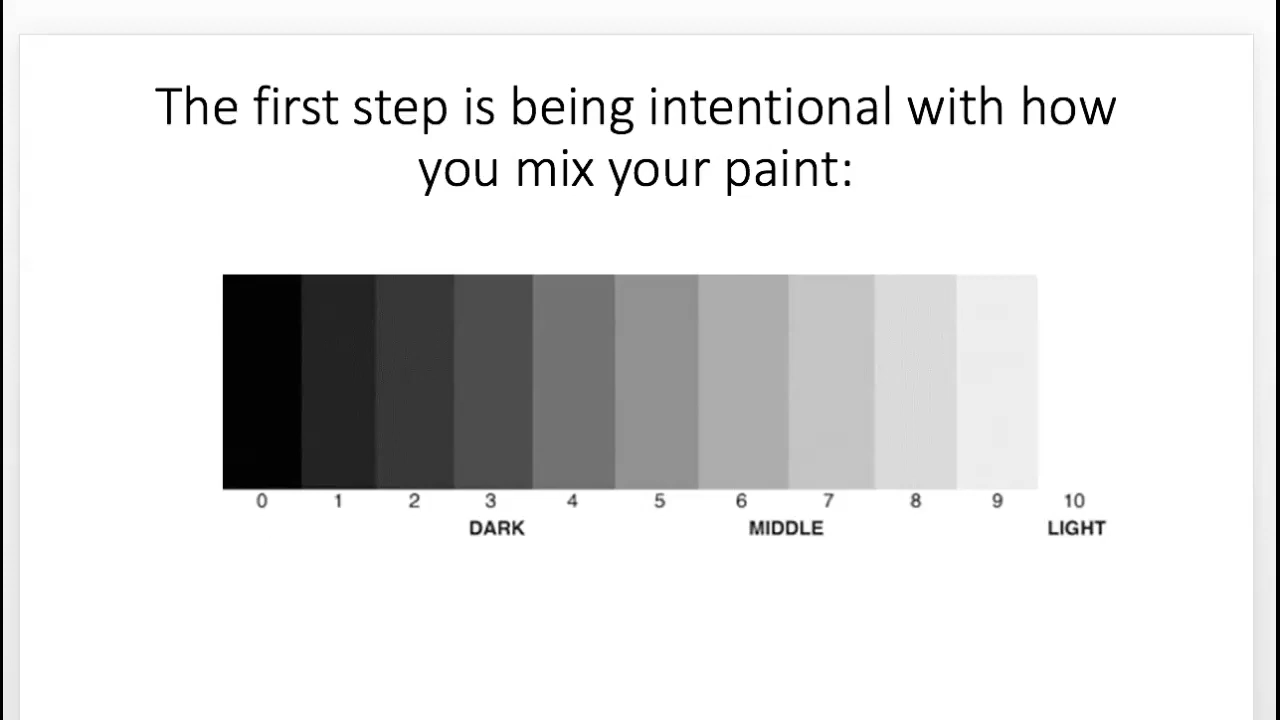 The first step is being intentional with how
you mix your paint:
0 1 2 3 4 5 6 7 8 9 10
DARK MIDDLE LIGHT